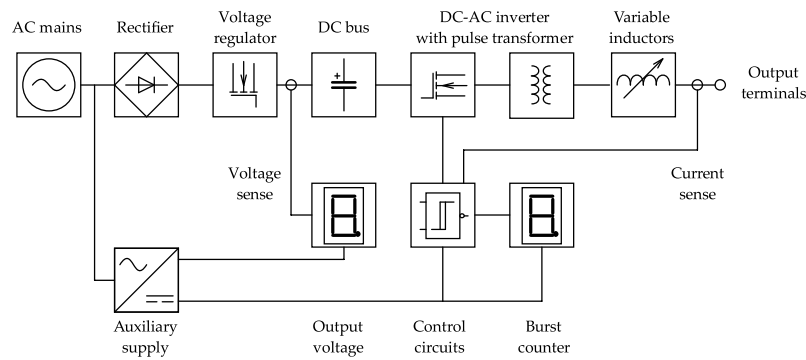 AC mains
Rectifier
Voltage
regulator
DC bus
DC-AC inverter
with pulse transformer
Variable
inductors
Output
terminals
Voltage
sense
Current
sense
Auxiliary
supply
Output
voltage
Control
circuits
Burst
counter